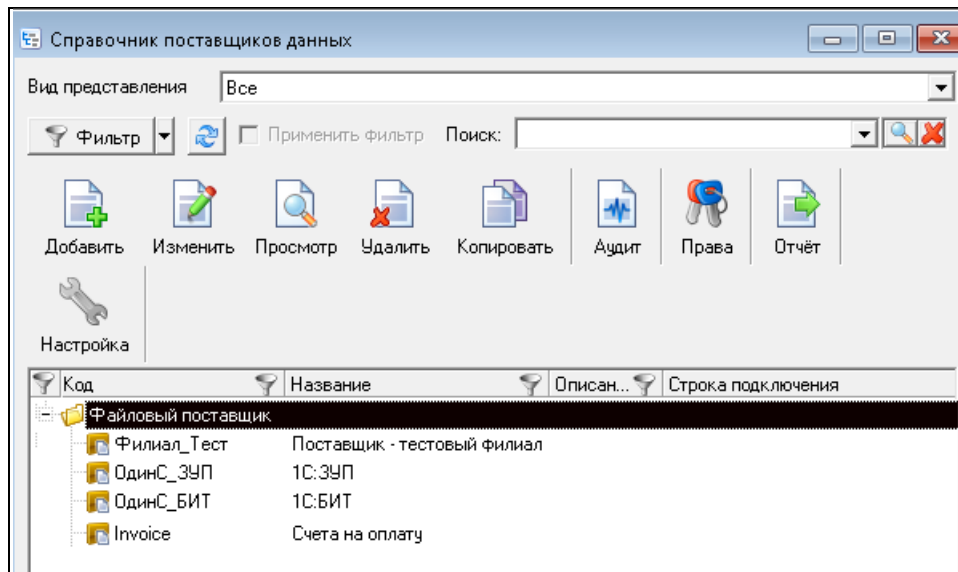 Справочник поставщиков данных
Вид представления Все
Фильтр Применить фильтр Поиск:
Добавить Изменить Просмотр Удалить Копировать Аудит Права Отчёт
Настройка
Код Название Описан... Строка подключения
Файловый поставщик
Филиал_Тест Поставщик - тестовый филиал
ОдинС_ЗУП 1С:ЗУП
ОдинС_БИТ 1С:БИТ
Invoice Счета на оплату